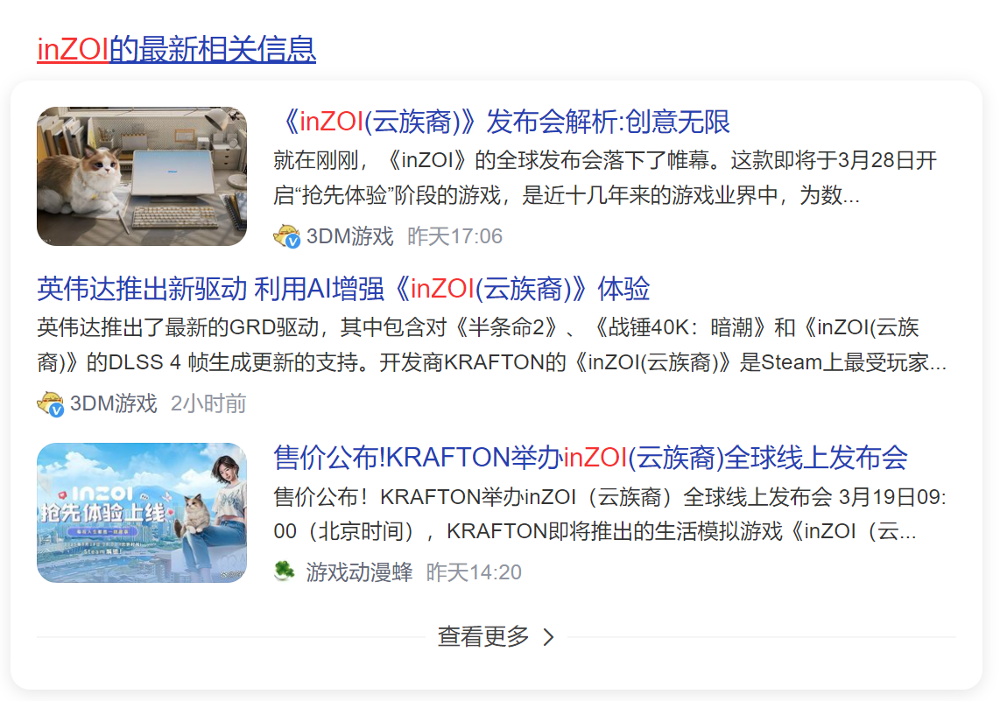 inZOI的最新相关信息
《inZOI(云族裔)》发布会解析:创意无限
就在刚刚，《inZOI》的全球发布会落下了帷幕。这款即将于3月28日开
启“抢先体验”阶段的游戏，是近十几年来的游戏业界中，为数...
3DM游戏 昨天17:06
英伟达推出新驱动 利用AI增强《inZOI(云族裔)》体验
英伟达推出了最新的GRD驱动，其中包含对《半条命2》、《战锤40K：暗潮》和《inZOI(云族
裔)》的DLSS 4 帧生成更新的支持。开发商KRAFTON的《inZOI(云族裔)》是Steam上最受玩家...
3DM游戏 2小时前
inZOI
抢先体验上线
售价公布!KRAFTON举办inZOI(云族裔)全球线上发布会
售价公布！KRAFTON举办inZOI（云族裔）全球线上发布会 3月19日09:
00（北京时间），KRAFTON即将推出的生活模拟游戏《inZOI（云...
游戏动漫蜂 昨天14:20
查看更多